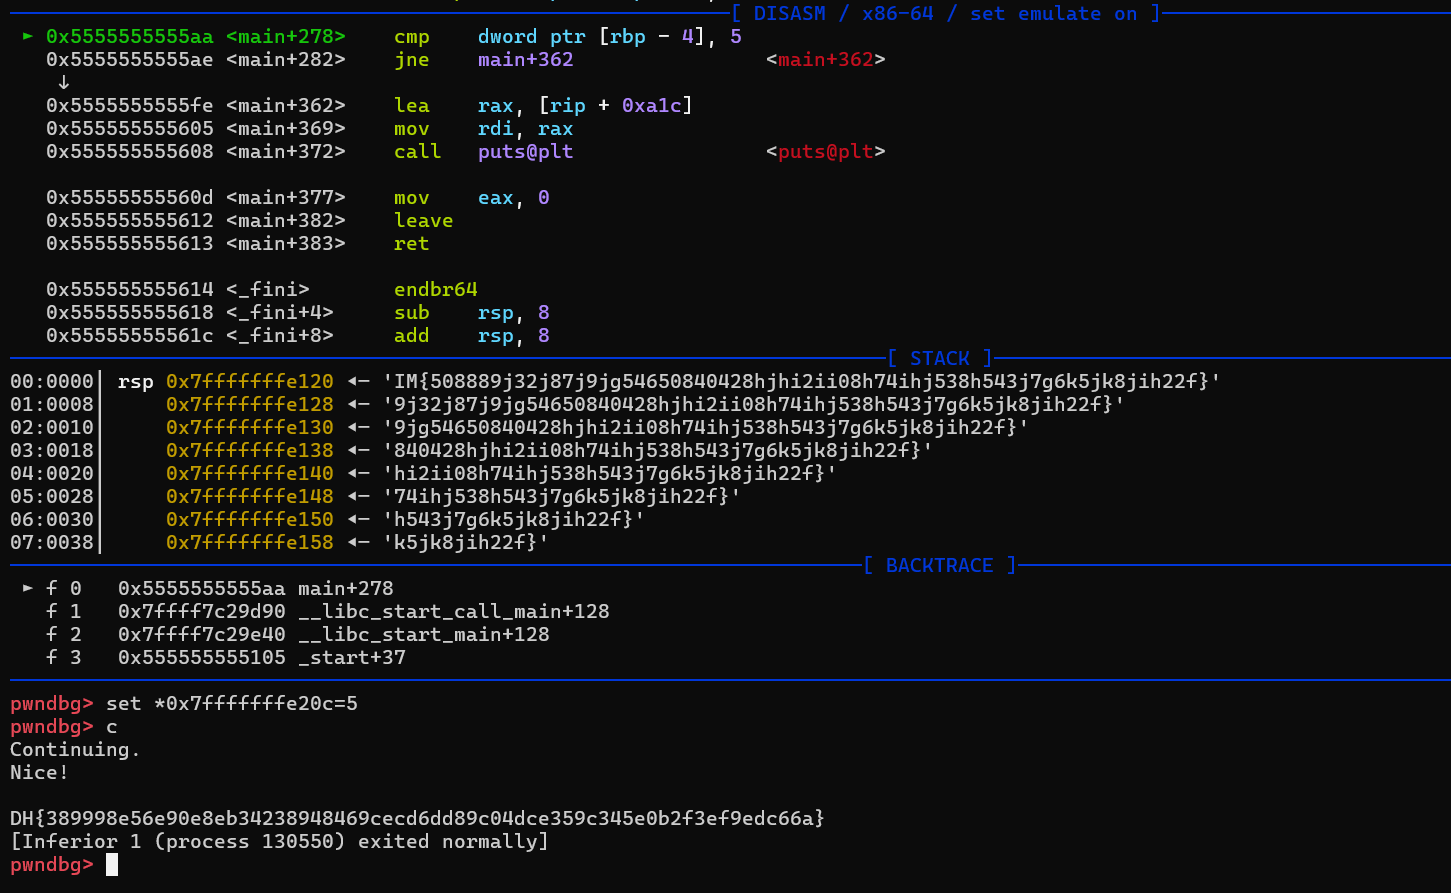 [ DISASM / x86-64 / set emulate on ]
► 0x5555555555aa <main+278> cmp dword ptr [rbp - 4], 5
0x5555555555ae <main+282> jne main+362 <main+362>
↓
0x5555555555fe <main+362> lea rax, [rip + 0xa1c]
0x555555555605 <main+369> mov rdi, rax
0x555555555608 <main+372> call puts@plt <puts@plt>
0x55555555560d <main+377> mov eax, 0
0x555555555612 <main+382> leave
0x555555555613 <main+383> ret
0x555555555614 <_fini> endbr64
0x555555555618 <_fini+4> sub rsp, 8
0x55555555561c <_fini+8> add rsp, 8
[ STACK ]
00:0000│ rsp 0x7fffffffe120 ◂— 'IM{508889j32j87j9jg54650840428hjhi2ii08h74ihj538h543j7g6k5jk8jih22f}'
01:0008│ 0x7fffffffe128 ◂— '9j32j87j9jg54650840428hjhi2ii08h74ihj538h543j7g6k5jk8jih22f}'
02:0010│ 0x7fffffffe130 ◂— '9jg54650840428hjhi2ii08h74ihj538h543j7g6k5jk8jih22f}'
03:0018│ 0x7fffffffe138 ◂— '840428hjhi2ii08h74ihj538h543j7g6k5jk8jih22f}'
04:0020│ 0x7fffffffe140 ◂— 'hi2ii08h74ihj538h543j7g6k5jk8jih22f}'
05:0028│ 0x7fffffffe148 ◂— '74ihj538h543j7g6k5jk8jih22f}'
06:0030│ 0x7fffffffe150 ◂— 'h543j7g6k5jk8jih22f}'
07:0038│ 0x7fffffffe158 ◂— 'k5jk8jih22f}'
[ BACKTRACE ]
► f 0 0x5555555555aa main+278
f 1 0x7ffff7c29d90 __libc_start_call_main+128
f 2 0x7ffff7c29e40 __libc_start_main+128
f 3 0x555555555105 _start+37
pwndbg> set *0x7fffffffe20c=5
pwndbg> c
Continuing.
Nice!
DH{389998e56e90e8eb34238948469cecd6dd89c04dce359c345e0b2f3ef9edc66a}
[Inferior 1 (process 130550) exited normally]
pwndbg>